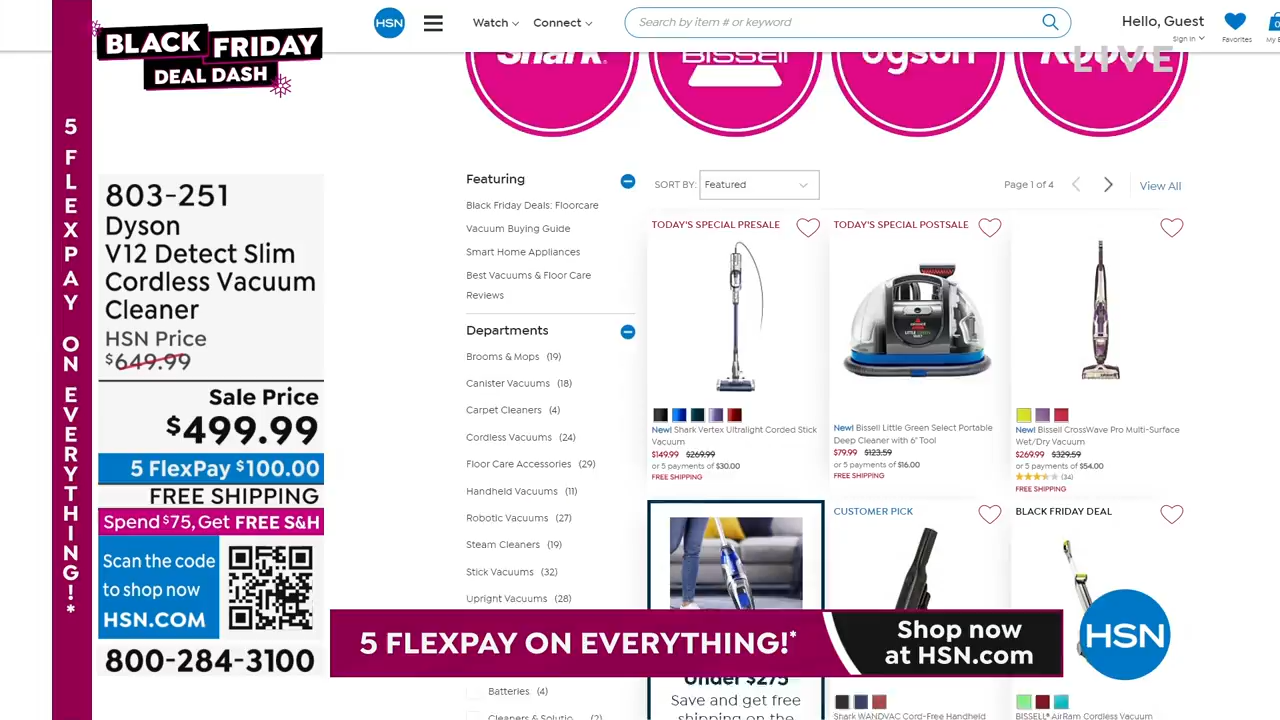 BLACK FRIDAY
DEAL DASH
5 FLEXPAY ON EVERYTHING!*
803-251
Dyson
V12 Detect Slim
Cordless Vacuum
Cleaner
HSN Price
$649.99
Sale Price
$499.99
5 FlexPay $100.00
FREE SHIPPING
Spend $75, Get FREE S&H
Scan the code
to shop now
HSN.COM
800-284-3100
HSN
Watch
Connect
Search by item # or keyword
Hello, Guest
Sign In
Favorites
LIVE
Shark
BISSELL
dyson
Featuring
Black Friday Deals: Floorcare
Vacuum Buying Guide
Smart Home Appliances
Best Vacuums & Floor Care
Reviews
Departments
Brooms & Mops (19)
Canister Vacuums (18)
Carpet Cleaners (4)
Cordless Vacuums (24)
Floor Care Accessories (29)
Handheld Vacuums (11)
Robotic Vacuums (27)
Steam Cleaners (19)
Stick Vacuums (32)
Upright Vacuums (28)
Batteries (4)
SORT BY: Featured
Page 1 of 4
View All
TODAY'S SPECIAL PRESALE
New! Shark Vertex Ultralight Corded Stick
Vacuum
$149.99 $269.99
or 5 payments of $30.00
FREE SHIPPING
TODAY'S SPECIAL POSTSALE
New! Bissell Little Green Select Portable
Deep Cleaner with 6" Tool
$79.99 $123.59
or 5 payments of $16.00
FREE SHIPPING
New! Bissell CrossWave Pro Multi-Surface
Wet/Dry Vacuum
$269.99 $329.59
or 5 payments of $54.00
(34)
FREE SHIPPING
Under $275
Save and get free
shipping on the
CUSTOMER PICK
Shark WANDVAC Cord-Free Handheld
BLACK FRIDAY DEAL
BISSELL® AirRam Cordless Vacuum
5 FLEXPAY ON EVERYTHING!*
Shop now
at HSN.com
HSN